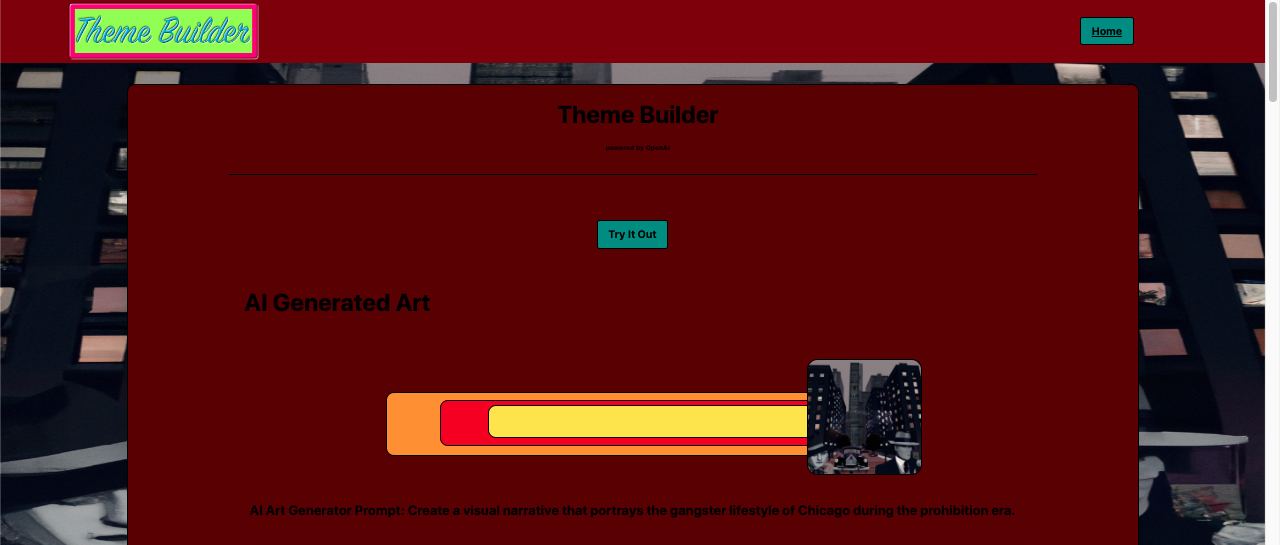 Theme Builder
Home
Theme Builder
powered by OpenAI
Try It Out
AI Generated Art
AI Art Generator Prompt: Create a visual narrative that portrays the gangster lifestyle of Chicago during the prohibition era.